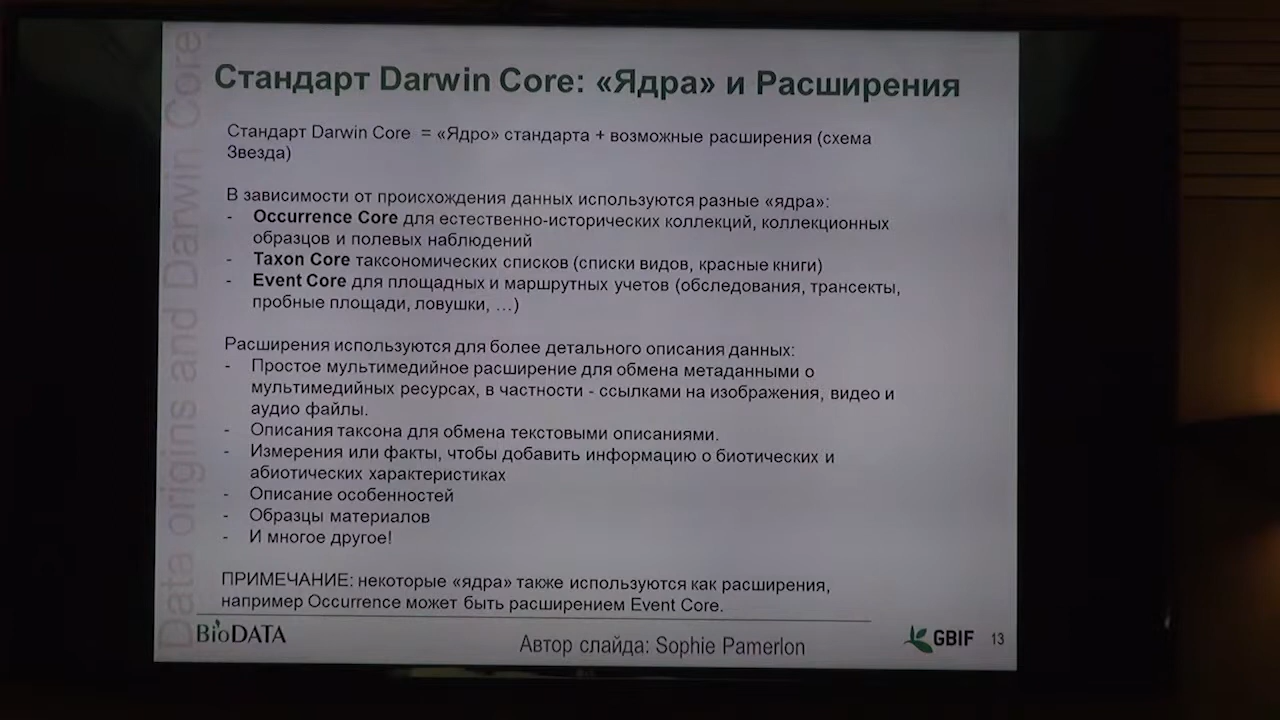 Data origins and Darwin Core
Стандарт Darwin Core: «Ядра» и Расширения
Стандарт Darwin Core = «Ядро» стандарта + возможные расширения (схема
Звезда)
В зависимости от происхождения данных используются разные «ядра»:
- Occurrence Core для естественно-исторических коллекций, коллекционных
образцов и полевых наблюдений
- Taxon Core таксономических списков (списки видов, красные книги)
- Event Core для площадных и маршрутных учетов (обследования, трансекты,
пробные площади, ловушки, …)
Расширения используются для более детального описания данных:
- Простое мультимедийное расширение для обмена метаданными о
мультимедийных ресурсах, в частности - ссылками на изображения, видео и
аудио файлы.
- Описания таксона для обмена текстовыми описаниями.
- Измерения или факты, чтобы добавить информацию о биотических и
абиотических характеристиках
- Описание особенностей
- Образцы материалов
- И многое другое!
ПРИМЕЧАНИЕ: некоторые «ядра» также используются как расширения,
например Occurrence может быть расширением Event Core.
BioDATA
Автор слайда: Sophie Pamerlon
GBIF
13